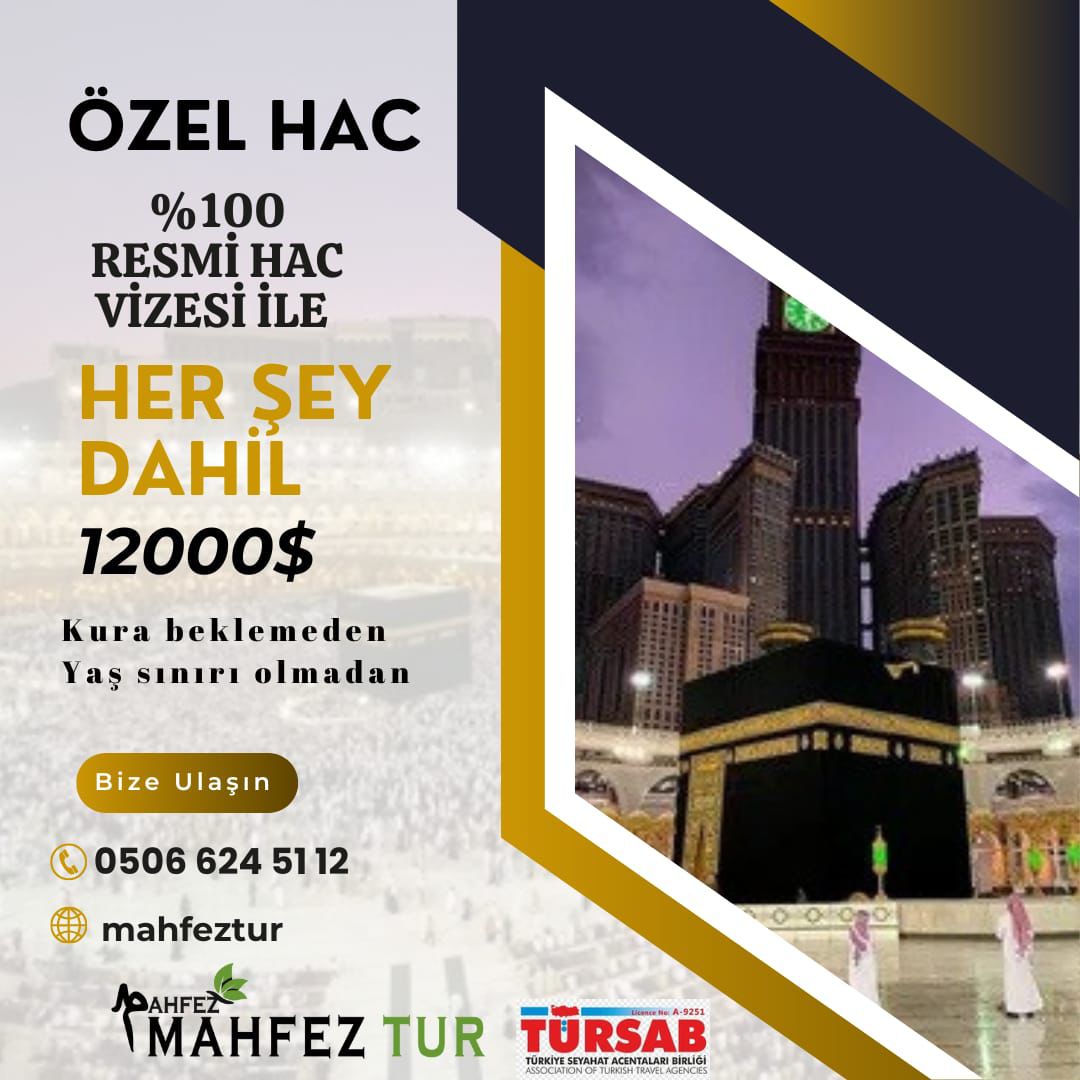 ÖZEL HAC
%100
RESMİ HAC
VİZESİ İLE
HER ŞEY
DAHİL
12000$
Kura beklemeden
Yaş sınırı olmadan
Bize Ulaşın
0506 624 51 12
mahfeztur
MAHFEZ
MAHFEZ TUR
Licence No: A-9251
TÜRSAB
TÜRKİYE SEYAHAT ACENTALARI BİRLİĞİ
ASSOCIATION OF TURKISH TRAVEL AGENCIES